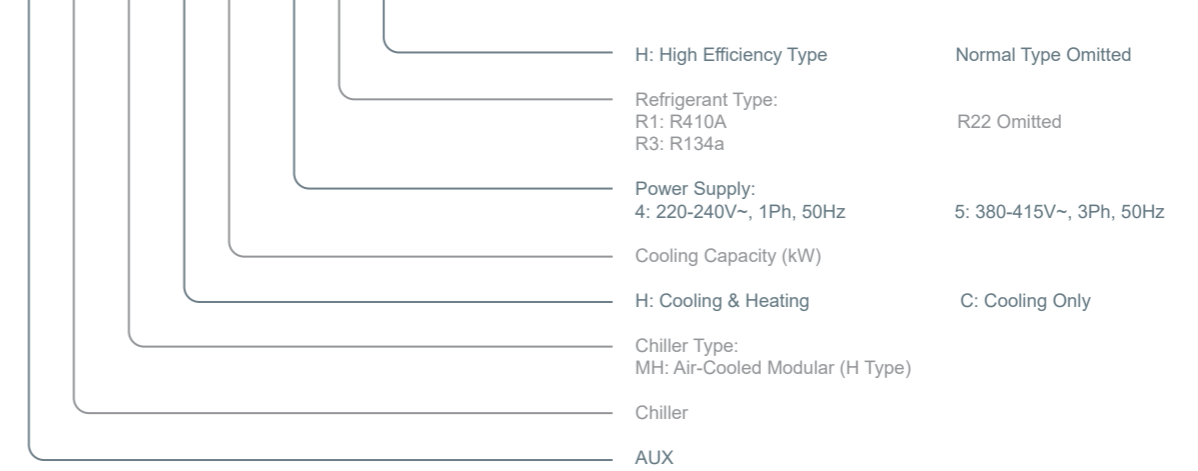 H: High Efficiency Type Normal Type Omitted
Refrigerant Type:
R1: R410A R22 Omitted
R3: R134a
Power Supply:
4: 220-240V~, 1Ph, 50Hz 5: 380-415V~, 3Ph, 50Hz
Cooling Capacity (kW)
H: Cooling & Heating C: Cooling Only
Chiller Type:
MH: Air-Cooled Modular (H Type)
Chiller
AUX